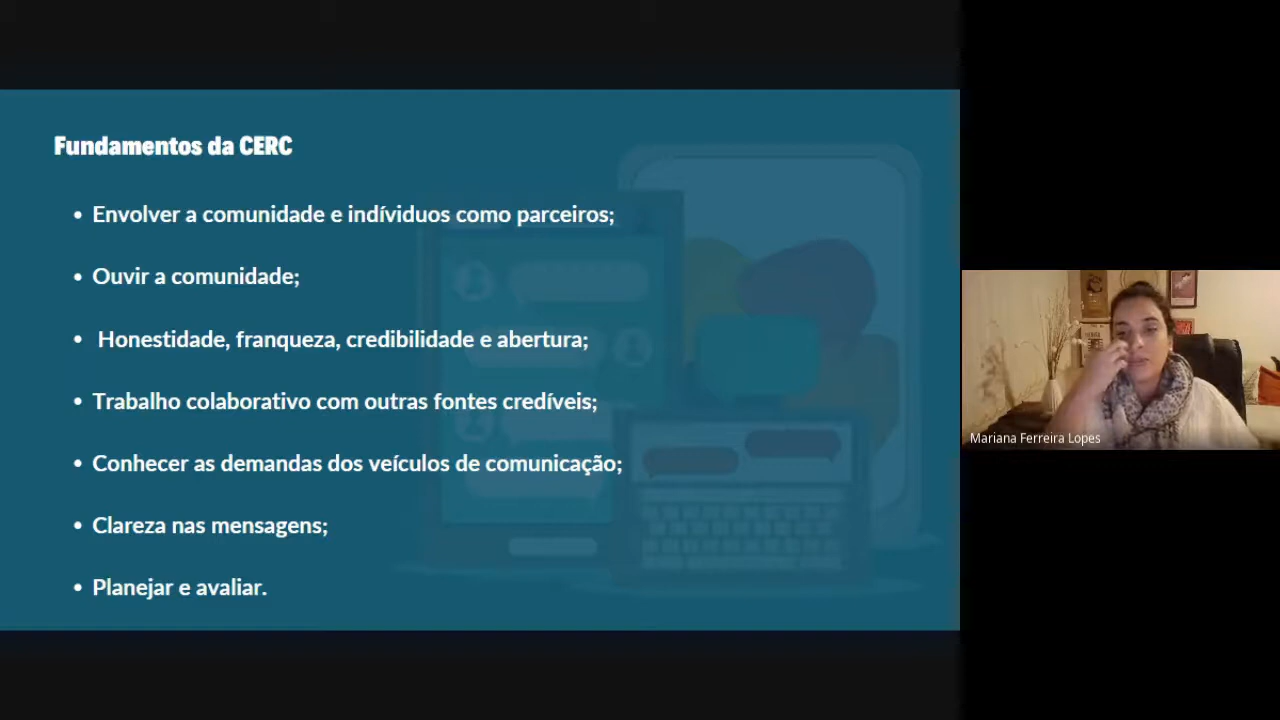 Fundamentos da CERC
• Envolver a comunidade e indíviduos como parceiros;
• Ouvir a comunidade;
• Honestidade, franqueza, credibilidade e abertura;
• Trabalho colaborativo com outras fontes credíveis;
• Conhecer as demandas dos veículos de comunicação;
• Clareza nas mensagens;
• Planejar e avaliar.
Mariana Ferreira Lopes